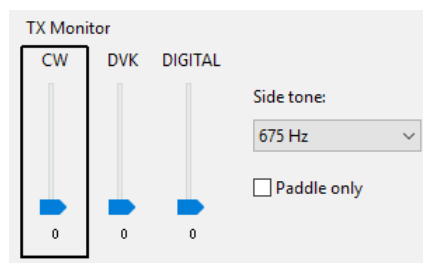 TX Monitor
CW DVK DIGITAL
Side tone:
675 Hz
Paddle only
0 0 0